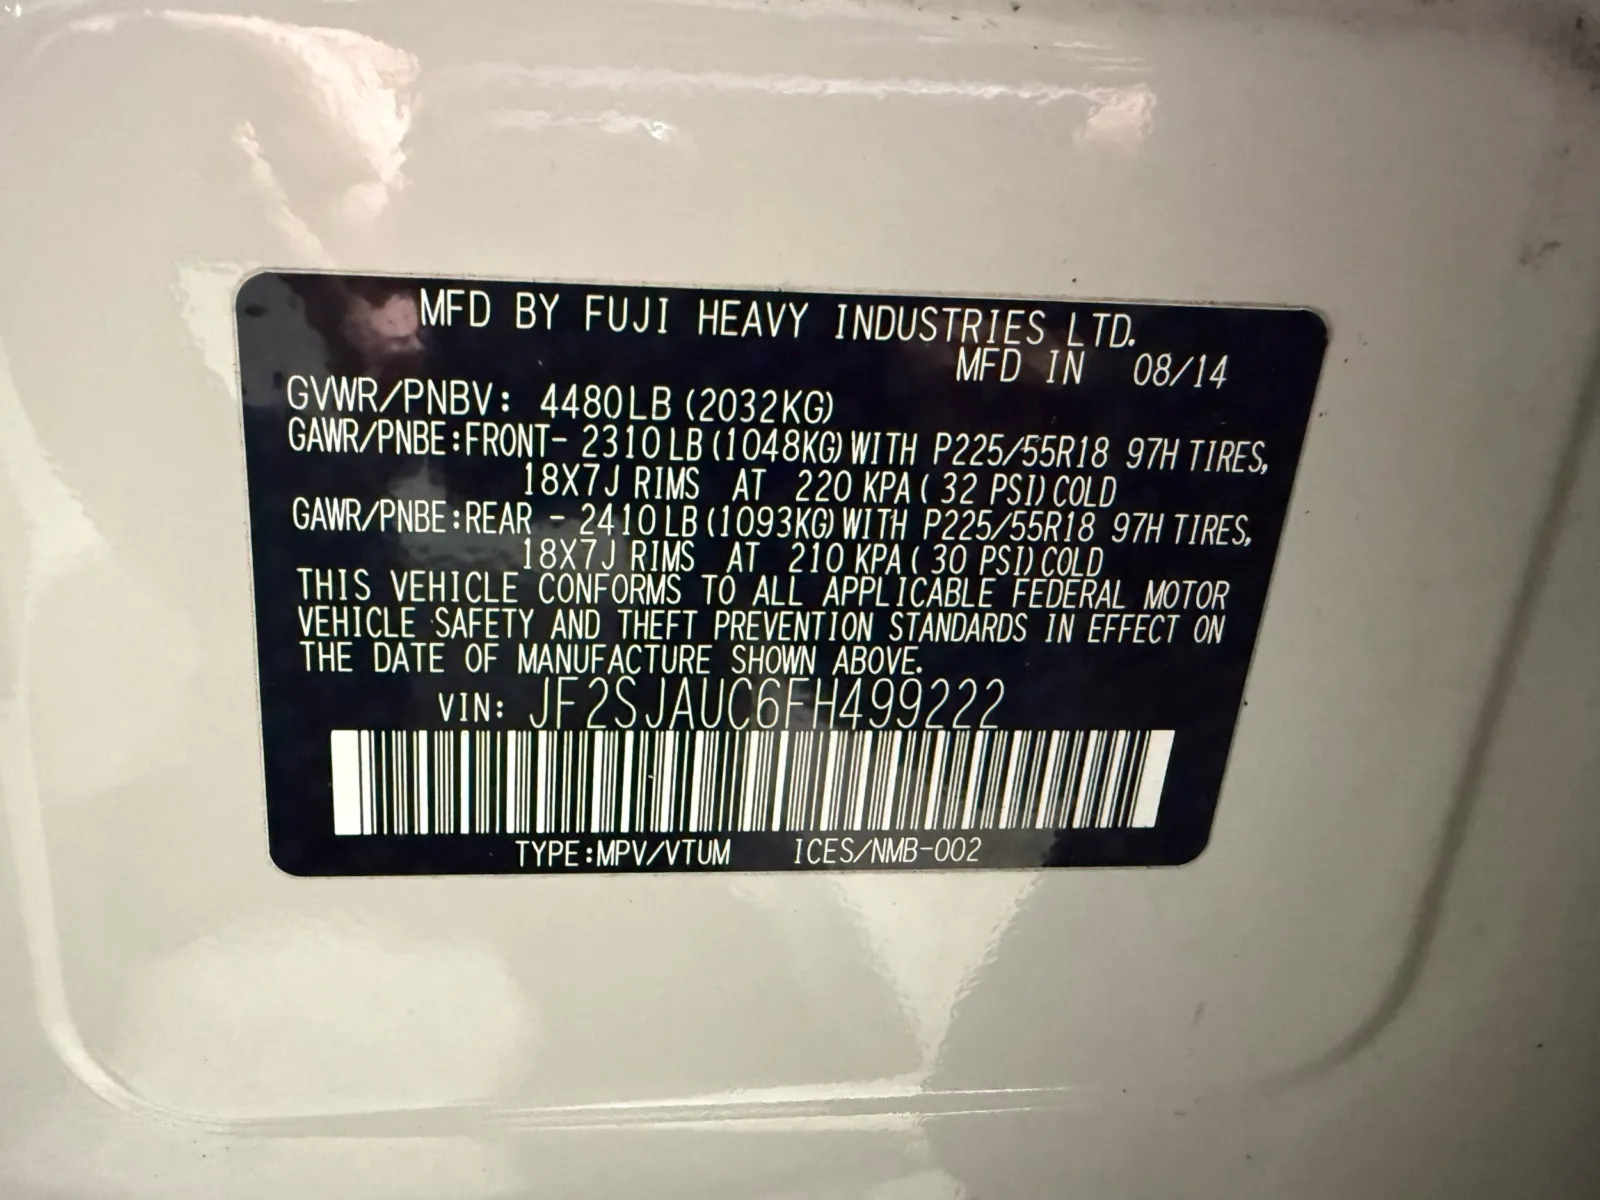 MFD BY FUJI HEAVY INDUSTRIES LTD.
MFD IN 08/14
GVWR/PNBV: 4480LB (2032KG)
GAWR/PNBE:FRONT- 2310LB (1048KG) WITH P225/55R18 97H TIRES,
18X7J RIMS AT 220 KPA ( 32 PSI) COLD
GAWR/PNBE:REAR - 2410LB (1093KG) WITH P225/55R18 97H TIRES,
18X7J RIMS AT 210 KPA ( 30 PSI) COLD
THIS VEHICLE CONFORMS TO ALL APPLICABLE FEDERAL MOTOR
VEHICLE SAFETY AND THEFT PREVENTION STANDARDS IN EFFECT ON
THE DATE OF MANUFACTURE SHOWN ABOVE.
VIN: JF2SJAUC6FH499222
TYPE:MPV/VTUM ICES/NMB-002